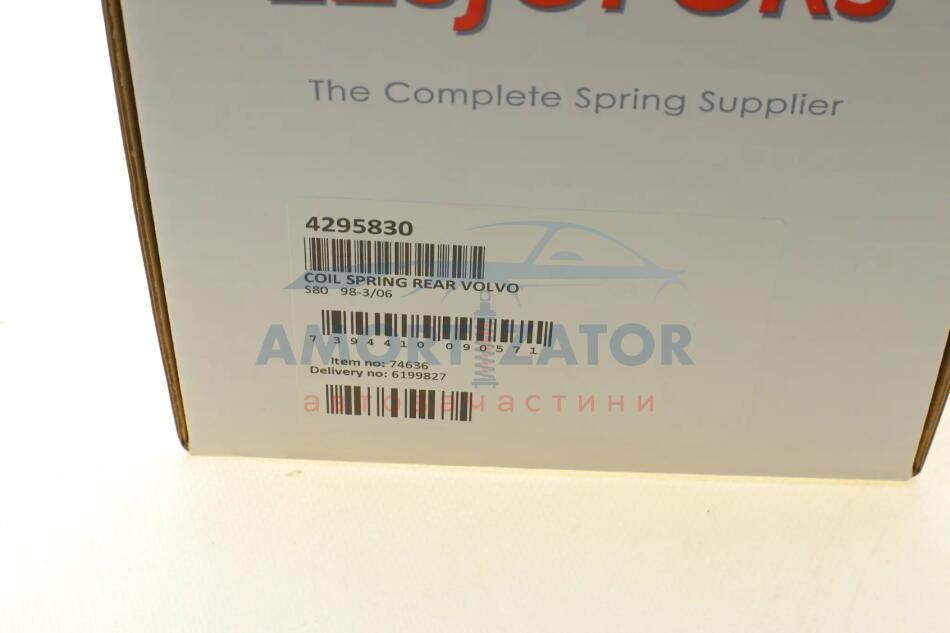 LESJÖFORS
The Complete Spring Supplier
4295830
COIL SPRING REAR VOLVO
S80 98-3/06
7 394410 090571
AMORTIZATOR
Item no: 74636
Delivery no: 6199827
автозапчастини